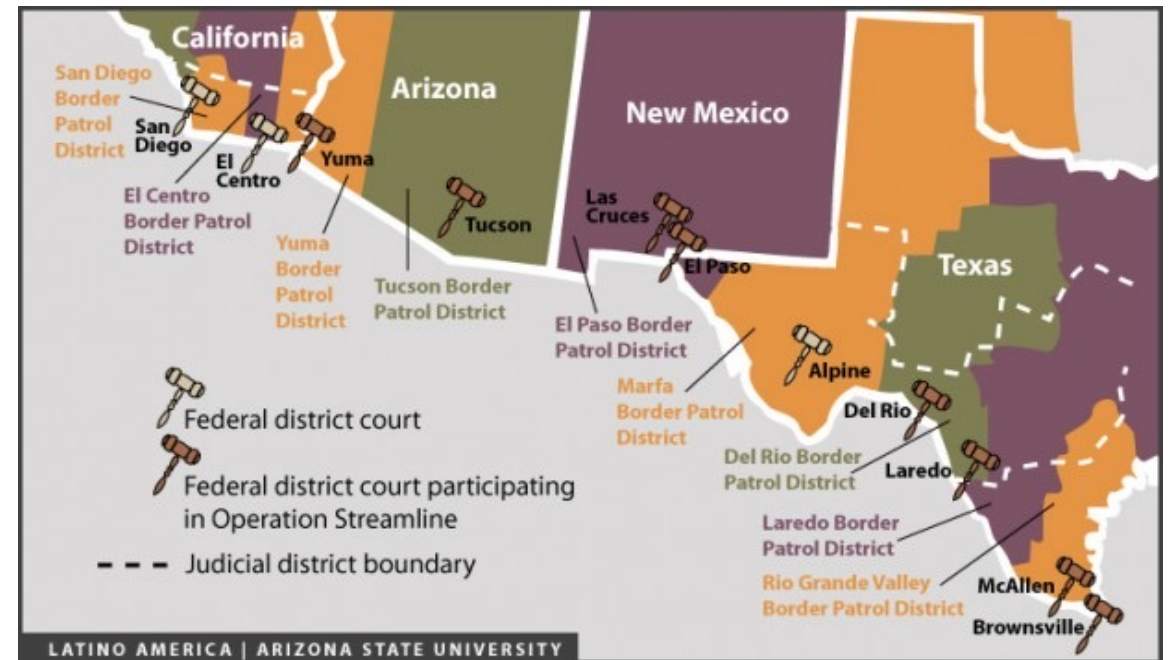 California
San Diego
Border
Patrol
District
San
Diego
El
Centro
Yuma
Arizona
New Mexico
Las
Cruces
El Paso
Tucson
Texas
El Centro
Border Patrol
District
Yuma
Border
Patrol
District
Tucson Border
Patrol District
El Paso Border
Patrol District
Marfa
Border Patrol
District
Alpine
Del Rio
Del Rio Border
Patrol District
Laredo
Laredo Border
Patrol District
Rio Grande Valley
Border Patrol District
McAllen
Brownsville
Federal district court
Federal district court participating
in Operation Streamline
Judicial district boundary
LATINO AMERICA | ARIZONA STATE UNIVERSITY